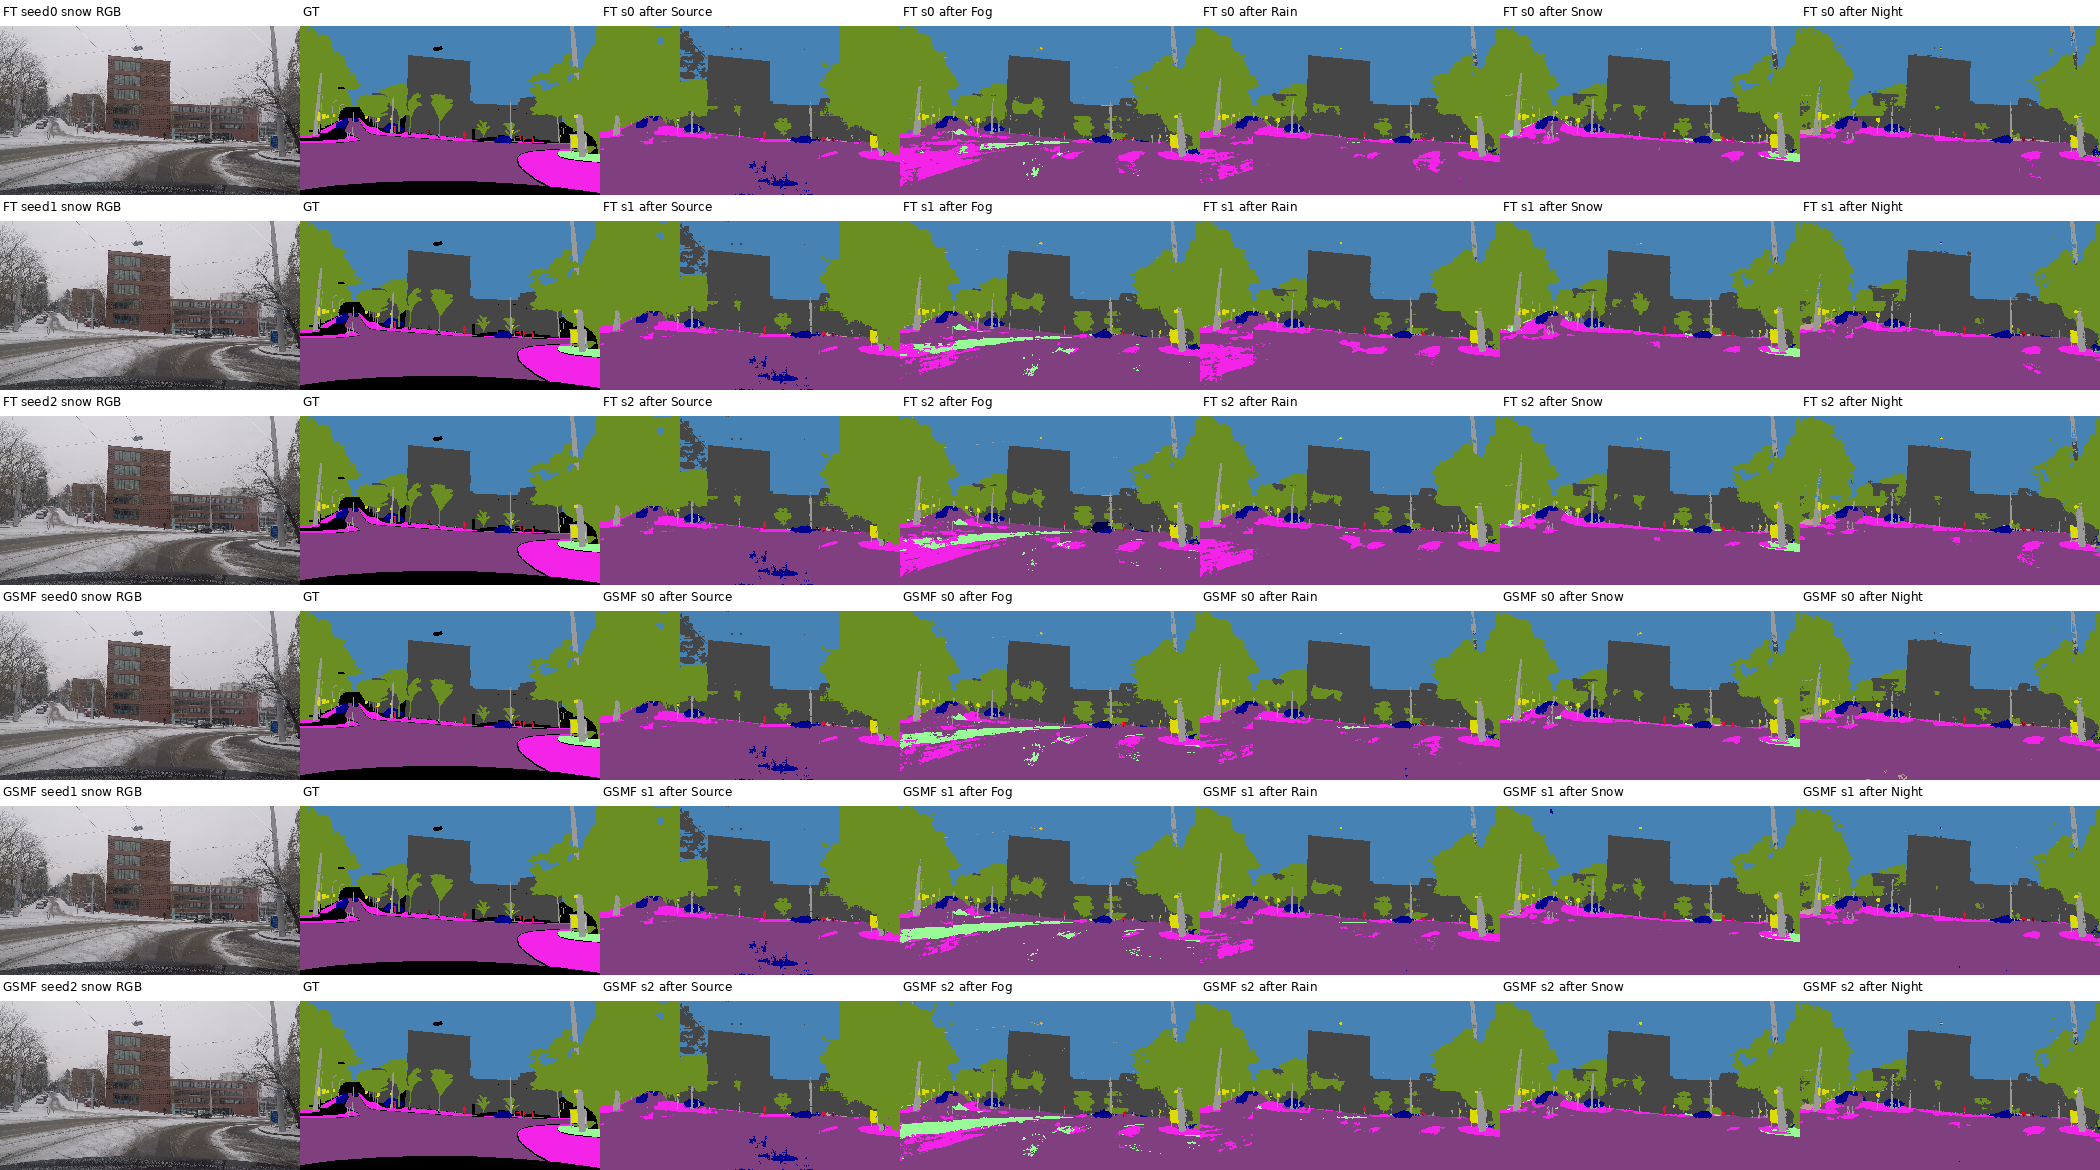 FT seed0 snow RGB GT FT s0 after Source FT s0 after Fog FT s0 after Rain FT s0 after Snow FT s0 after Night
FT seed1 snow RGB GT FT s1 after Source FT s1 after Fog FT s1 after Rain FT s1 after Snow FT s1 after Night
FT seed2 snow RGB GT FT s2 after Source FT s2 after Fog FT s2 after Rain FT s2 after Snow FT s2 after Night
GSMF seed0 snow RGB GT GSMF s0 after Source GSMF s0 after Fog GSMF s0 after Rain GSMF s0 after Snow GSMF s0 after Night
GSMF seed1 snow RGB GT GSMF s1 after Source GSMF s1 after Fog GSMF s1 after Rain GSMF s1 after Snow GSMF s1 after Night
GSMF seed2 snow RGB GT GSMF s2 after Source GSMF s2 after Fog GSMF s2 after Rain GSMF s2 after Snow GSMF s2 after Night